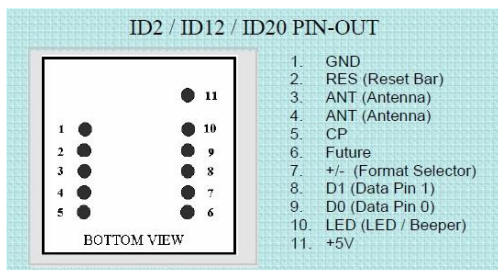 ID2 / ID12 / ID20 PIN-OUT
11
1 10
2 9
3 8
4 7
5 6
BOTTOM VIEW
1. GND
2. RES (Reset Bar)
3. ANT (Antenna)
4. ANT (Antenna)
5. CP
6. Future
7. +/- (Format Selector)
8. D1 (Data Pin 1)
9. D0 (Data Pin 0)
10. LED (LED / Beeper)
11. +5V